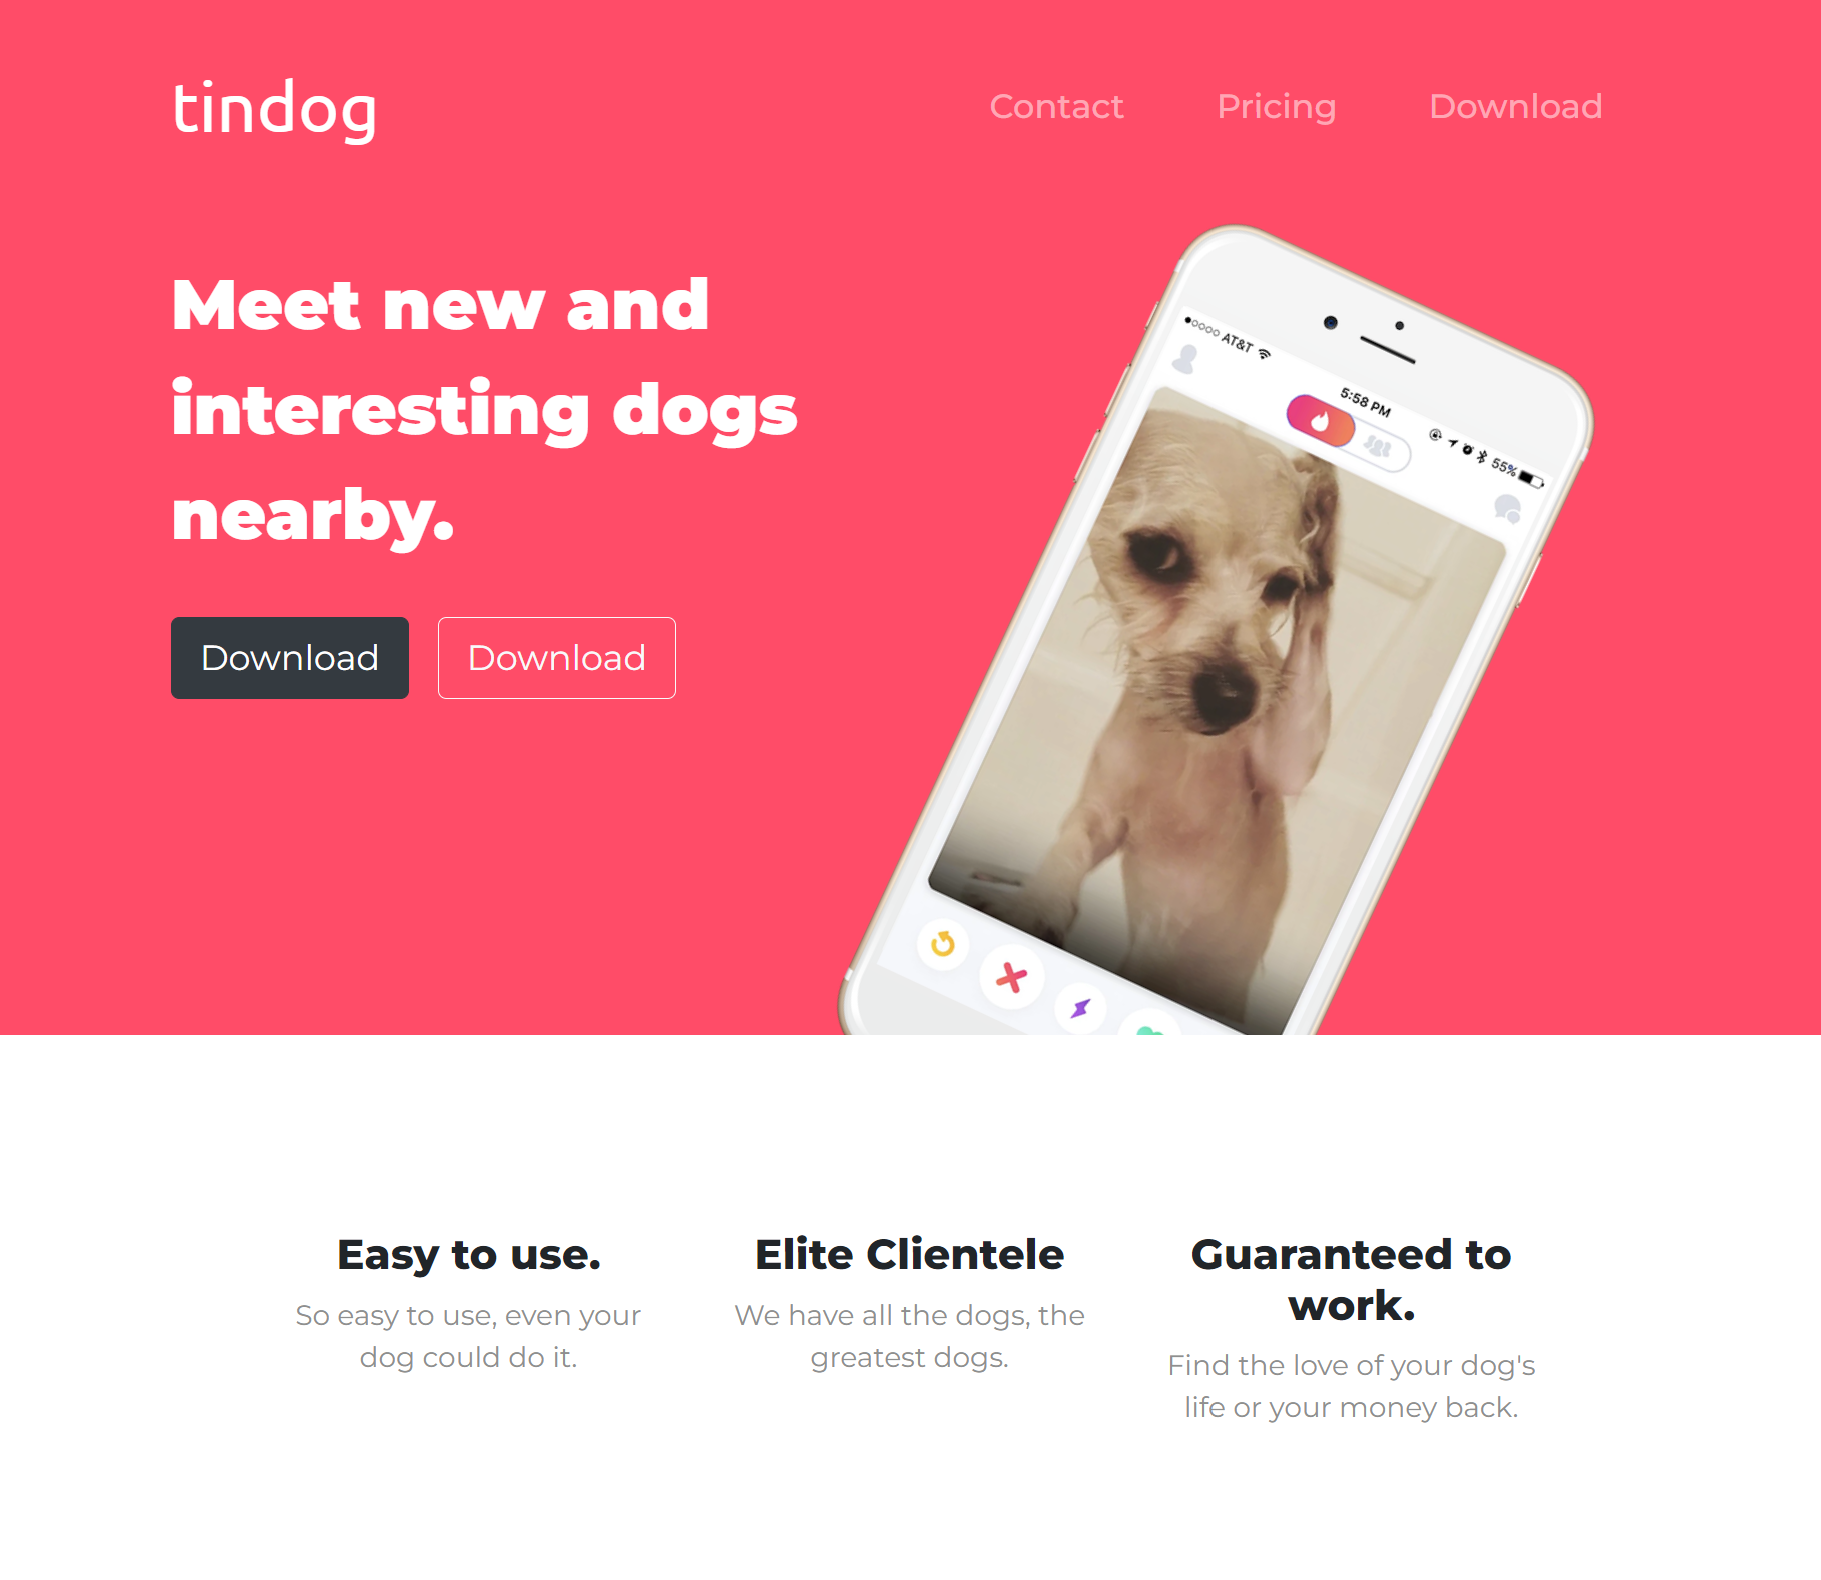 tindog
Contact Pricing Download
Meet new and
interesting dogs
nearby.
Download Download
AT&T
5:58 PM
55%
Easy to use.
So easy to use, even your
dog could do it.
Elite Clientele
We have all the dogs, the
greatest dogs.
Guaranteed to
work.
Find the love of your dog's
life or your money back.